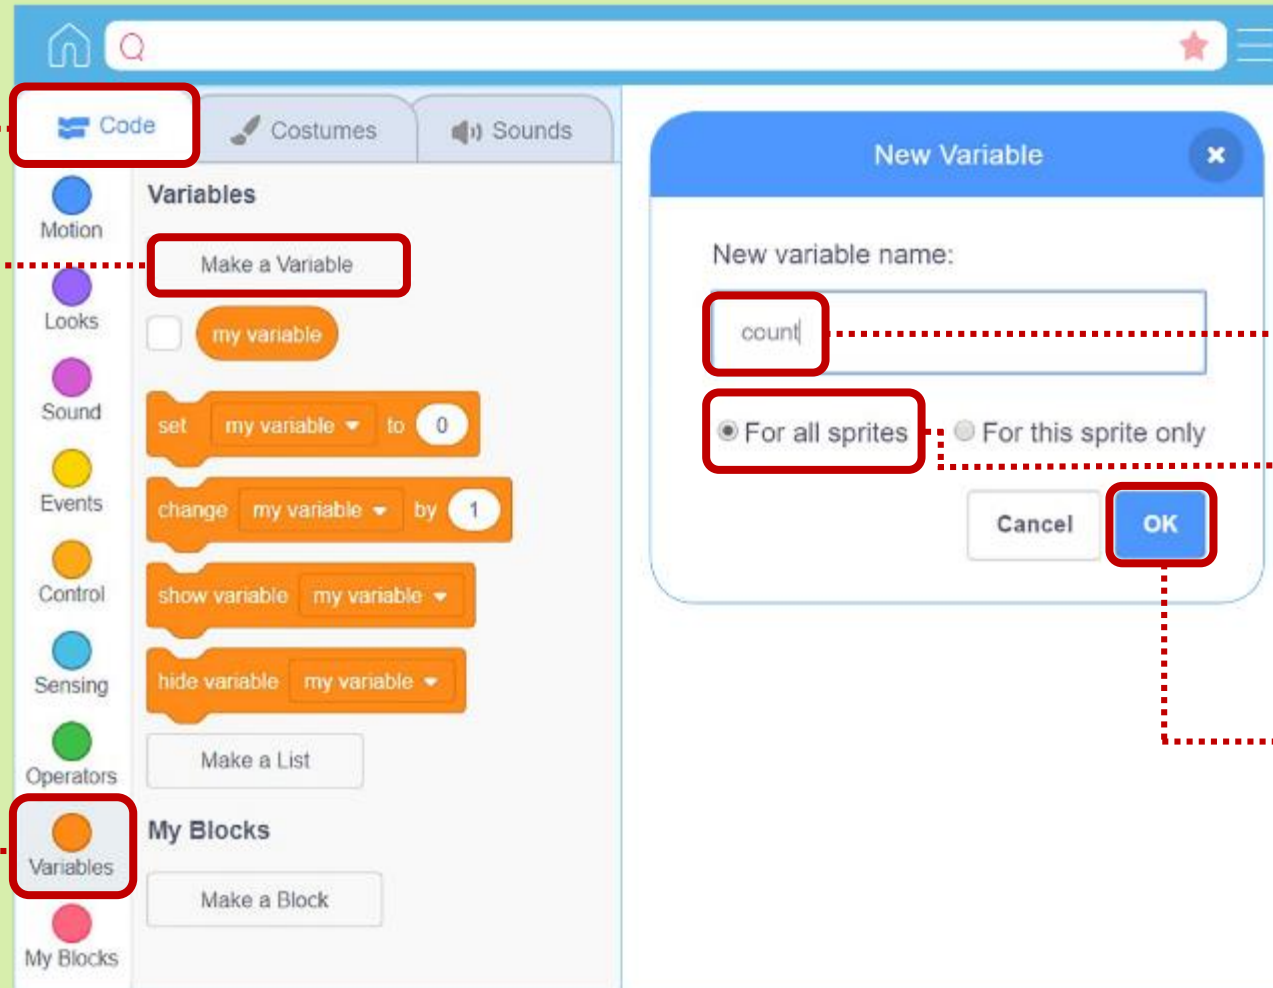 Code
Costumes
Sounds
Motion
Looks
Sound
Events
Control
Sensing
Operators
Variables
My Blocks
Variables
Make a Variable
my variable
set my variable to 0
change my variable by 1
show variable my variable
hide variable my variable
Make a List
My Blocks
Make a Block
New Variable
New variable name:
count
For all sprites For this sprite only
Cancel OK